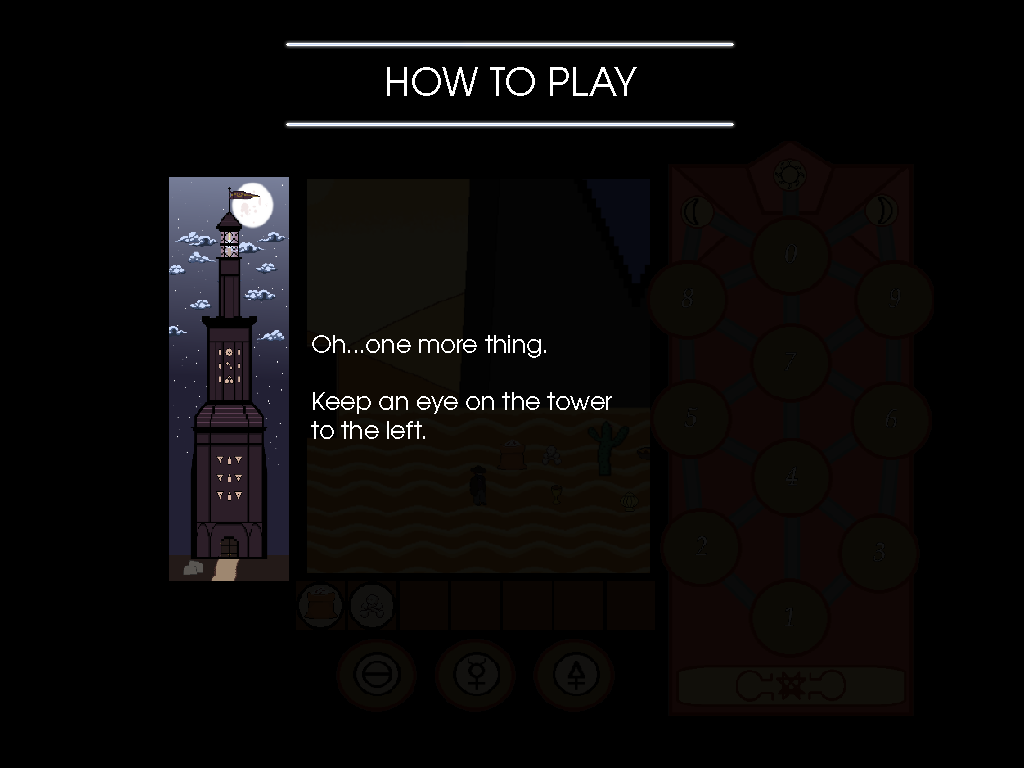 HOW TO PLAY
Oh...one more thing.
Keep an eye on the tower
to the left.
0
8
9
7
5
6
4
2
3
1